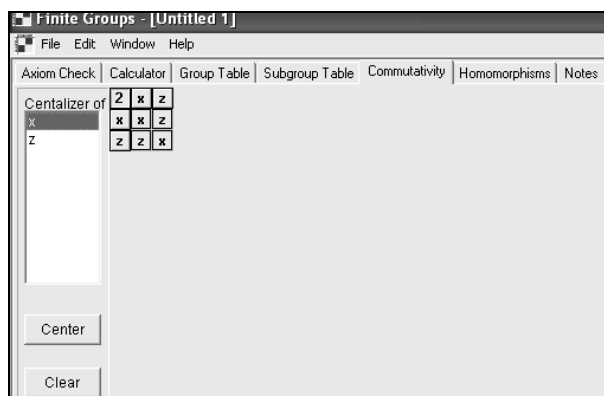 Finite Groups - [Untitled 1]
File Edit Window Help
Axiom Check Calculator Group Table Subgroup Table Commutativity Homomorphisms Notes
Centalizer of
x
z
2 x z
x x z
z z x
Center
Clear